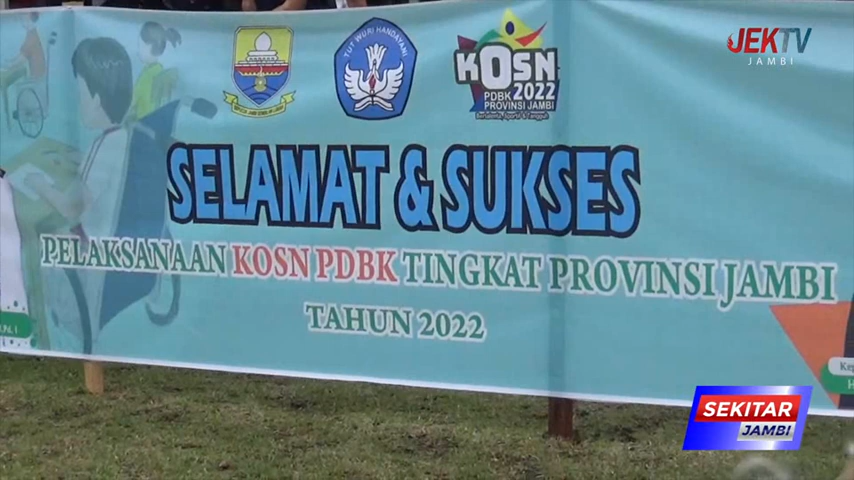 JEKTV
JAMBI
TUT WURI HANDAYANI
KOSN
2022
PDBK
PROVINSI JAMBI
SELAMAT & SUKSES
PELAKSANAAN KOSN PDBK TINGKAT PROVINSI JAMBI
TAHUN 2022
SEKITAR
JAMBI